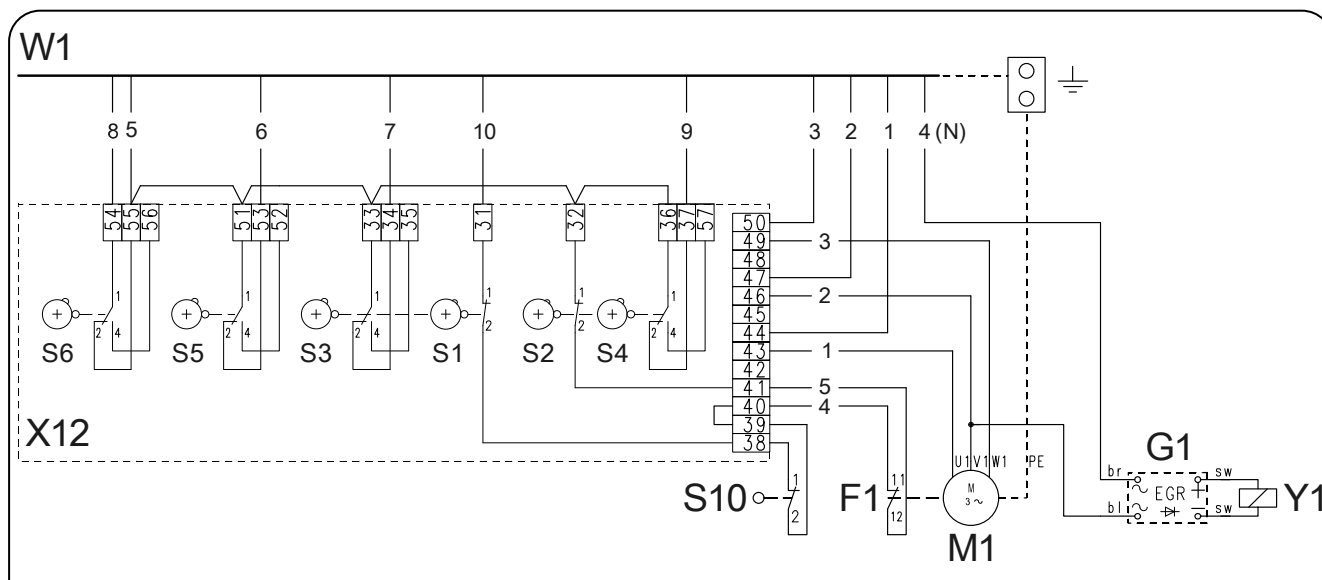 W1
8 5 6 7 10 9 3 2 1 4 (N)
54 55 56 51 53 52 33 34 35 31 32 36 37 57
50
49 3
48
47
46 2
45
44
43 1
42
41 5
40 4
39
38
1 1 1 1 1 1
2 4 2 4 2 4 2 2 2 4
S6 S5 S3 S1 S2 S4
X12
U1 V1 W1 PE
G1
br sw
EGR + Y1
bl − sw
S10 1 2
F1 11 12
M 3 ~
M1